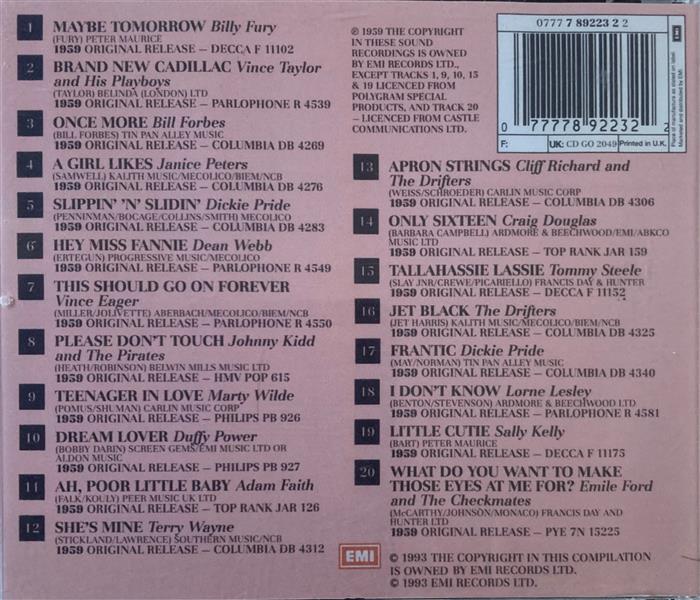 1 MAYBE TOMORROW Billy Fury
(FURY) PETER MAURICE
1959 ORIGINAL RELEASE – DECCA F 11102
2 BRAND NEW CADILLAC Vince Taylor
and His Playboys
(TAYLOR) BELINDA (LONDON) LTD
1959 ORIGINAL RELEASE – PARLOPHONE R 4539
3 ONCE MORE Bill Forbes
(BILL FORBES) TIN PAN ALLEY MUSIC
1959 ORIGINAL RELEASE – COLUMBIA DB 4269
4 A GIRL LIKES Janice Peters
(SAMWELL) KALITH MUSIC/MECOLICO/BIEM/NCB
1959 ORIGINAL RELEASE – COLUMBIA DB 4276
5 SLIPPIN' 'N' SLIDIN' Dickie Pride
(PENNINMAN/BOCAGE/COLLINS/SMITH) MECOLICO
1959 ORIGINAL RELEASE – COLUMBIA DB 4283
6 HEY MISS FANNIE Dean Webb
(ERTEGUN) PROGRESSIVE MUSIC/MECOLICO
1959 ORIGINAL RELEASE – PARLOPHONE R 4549
7 THIS SHOULD GO ON FOREVER
Vince Eager
(MILLER/JOLIVETTE) ABERBACH/MECOLICO/BIEM/NCB
1959 ORIGINAL RELEASE – PARLOPHONE R 4550
8 PLEASE DON'T TOUCH Johnny Kidd
and The Pirates
(HEATH/ROBINSON) BELWIN MILLS MUSIC LTD
1959 ORIGINAL RELEASE – HMV POP 615
9 TEENAGER IN LOVE Marty Wilde
(POMUS/SHUMAN) CARLIN MUSIC CORP
1959 ORIGINAL RELEASE – PHILIPS PB 926
10 DREAM LOVER Duffy Power
(BOBBY DARIN) SCREEN GEMS/EMI MUSIC LTD OR
ALDON MUSIC
1959 ORIGINAL RELEASE – PHILIPS PB 927
11 AH, POOR LITTLE BABY Adam Faith
(FALK/KOULY) PEER MUSIC UK LTD
1959 ORIGINAL RELEASE – TOP RANK JAR 126
12 SHE'S MINE Terry Wayne
(STICKLAND/LAWRENCE) SOUTHERN MUSIC/NCB
1959 ORIGINAL RELEASE – COLUMBIA DB 4312
℗ 1959 THE COPYRIGHT
IN THESE SOUND
RECORDINGS IS OWNED
BY EMI RECORDS LTD.,
EXCEPT TRACKS 1, 9, 10, 15
& 19 LICENCED FROM
POLYGRAM SPECIAL
PRODUCTS, AND TRACK 20
– LICENCED FROM CASTLE
COMMUNICATIONS LTD.
0777 7 89223 2 2
0 77778 92232 2
F: UK: CD GO 2049 Printed in U.K.
EMI
Place of manufacture as stated on label.
Marketed and distributed by EMI.
13 APRON STRINGS Cliff Richard and
The Drifters
(WEISS/SCHROEDER) CARLIN MUSIC CORP
1959 ORIGINAL RELEASE – COLUMBIA DB 4306
14 ONLY SIXTEEN Craig Douglas
(BARBARA CAMPBELL) ARDMORE & BEECHWOOD/EMI/ABKCO
MUSIC LTD
1959 ORIGINAL RELEASE – TOP RANK JAR 159
15 TALLAHASSIE LASSIE Tommy Steele
(SLAY JNR/CREWE/PICARIELLO) FRANCIS DAY & HUNTER
1959 ORIGINAL RELEASE – DECCA F 11152
16 JET BLACK The Drifters
(JET HARRIS) KALITH MUSIC/MECOLICO/BIEM/NCB
1959 ORIGINAL RELEASE – COLUMBIA DB 4325
17 FRANTIC Dickie Pride
(MAY/NORMAN) TIN PAN ALLEY MUSIC
1959 ORIGINAL RELEASE – COLUMBIA DB 4340
18 I DON'T KNOW Lorne Lesley
(BENTON/STEVENSON) ARDMORE & BEECHWOOD LTD
1959 ORIGINAL RELEASE – PARLOPHONE R 4581
19 LITTLE CUTIE Sally Kelly
(BART) PETER MAURICE
1959 ORIGINAL RELEASE – DECCA F 11175
20 WHAT DO YOU WANT TO MAKE
THOSE EYES AT ME FOR? Emile Ford
and The Checkmates
(McCARTHY/JOHNSON/MONACO) FRANCIS DAY AND
HUNTER LTD
1959 ORIGINAL RELEASE – PYE 7N 15225
EMI
© 1993 THE COPYRIGHT IN THIS COMPILATION
IS OWNED BY EMI RECORDS LTD.
© 1993 EMI RECORDS LTD.